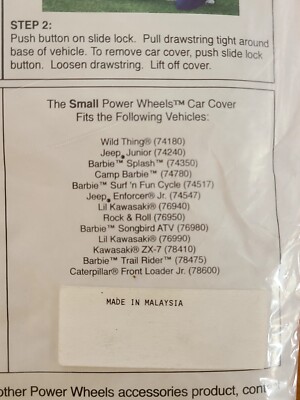 STEP 2:
Push button on slide lock. Pull drawstring tight around
base of vehicle. To remove car cover, push slide lock
button. Loosen drawstring. Lift off cover.
The Small Power Wheels™ Car Cover
Fits the Following Vehicles:
Wild Thing® (74180)
Jeep® Junior (74240)
Barbie™ Splash™ (74350)
Camp Barbie™ (74780)
Barbie™ Surf 'n Fun Cycle (74517)
Jeep® Enforcer® Jr. (74547)
Lil Kawasaki® (76940)
Rock & Roll (76950)
Barbie™ Songbird ATV (76980)
Lil Kawasaki® (76990)
Kawasaki® ZX-7 (78410)
Barbie™ Trail Rider™ (78475)
Caterpillar® Front Loader Jr. (78600)
MADE IN MALAYSIA
other Power Wheels accessories product, cont